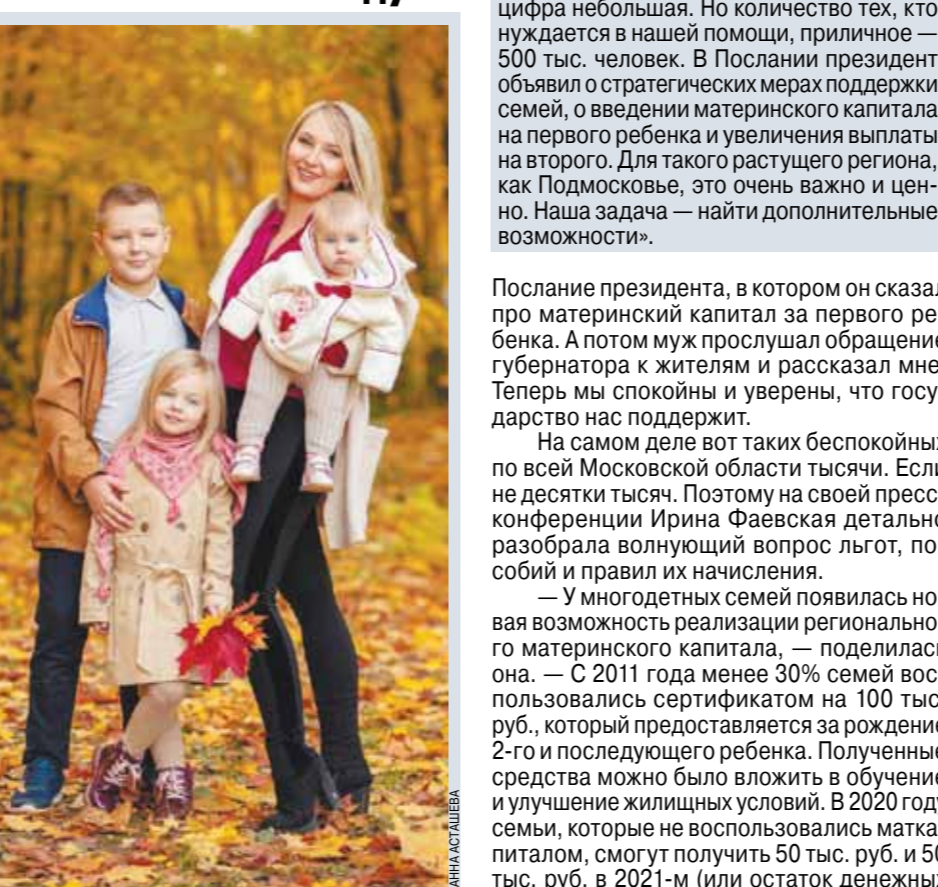 цифра небольшая. Но количество тех, кто
нуждается в нашей помощи, приличное —
500 тыс. человек. В Послании президент
объявил о стратегических мерах поддержки
семей, о введении материнского капитала
на первого ребенка и увеличения выплаты
на второго. Для такого растущего региона,
как Подмосковье, это очень важно и цен-
но. Наша задача — найти дополнительные
возможности».
Послание президента, в котором он сказал
про материнский капитал за первого ре
бенка. А потом муж прослушал обращение
губернатора к жителям и рассказал мне
Теперь мы спокойны и уверены, что госу
дарство нас поддержит.
На самом деле вот таких беспокойных
по всей Московской области тысячи. Если
не десятки тысяч. Поэтому на своей пресс
конференции Ирина Фаевская детально
разобрала волнующий вопрос льгот, по
собий и правил их начисления.
— У многодетных семей появилась но
вая возможность реализации регионально
го материнского капитала, — поделилась
она. — С 2011 года менее 30% семей вос
пользовались сертификатом на 100 тыс
руб., который предоставляется за рождение
2-го и последующего ребенка. Полученные
средства можно было вложить в обучение
и улучшение жилищных условий. В 2020 году
семьи, которые не воспользовались матка
питалом, смогут получить 50 тыс. руб. и 50
тыс. руб. в 2021-м (или остаток денежных
АННА АСТАШЕВА